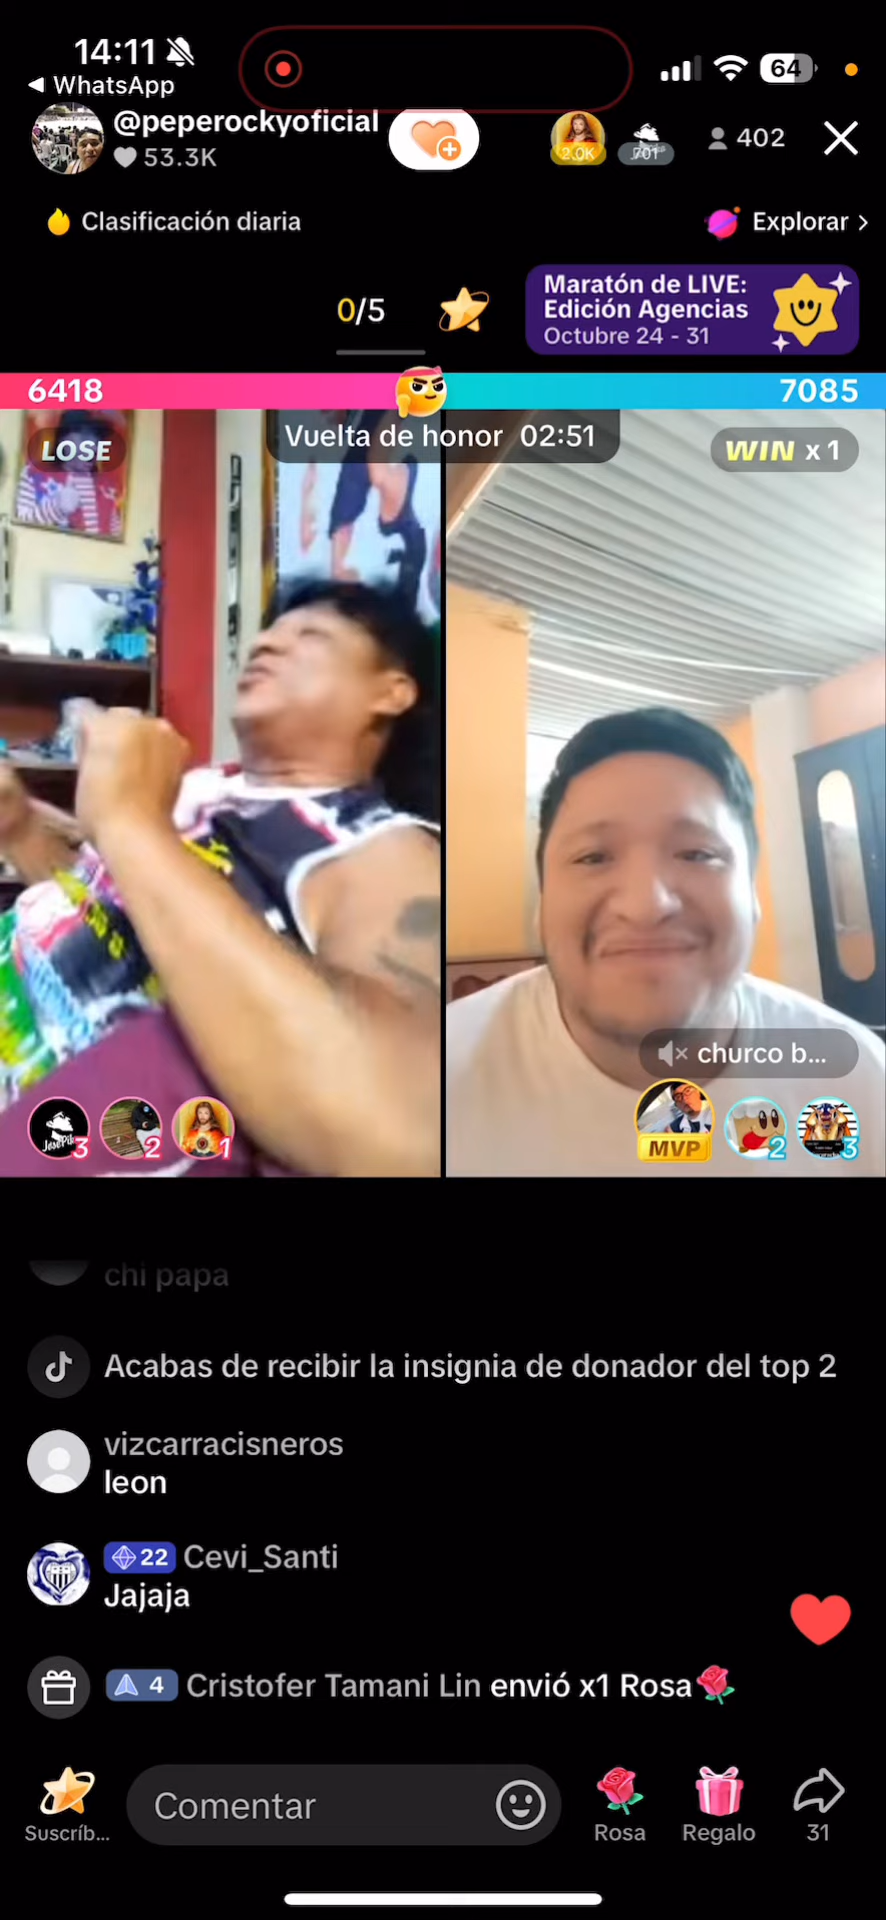 14:11
64
◀ WhatsApp
@peperockyoficial
53.3K
2.0K
701
402
Clasificación diaria
Explorar >
0/5
Maratón de LIVE:
Edición Agencias
Octubre 24 - 31
6418
7085
LOSE
Vuelta de honor 02:51
WIN x 1
churco b...
3
2
1
MVP
2
3
chi papa
Acabas de recibir la insignia de donador del top 2
vizcarracisneros
leon
22 Cevi_Santi
Jajaja
4 Cristofer Tamani Lin envió x1 Rosa
Comentar
Suscríb...
Rosa
Regalo
31